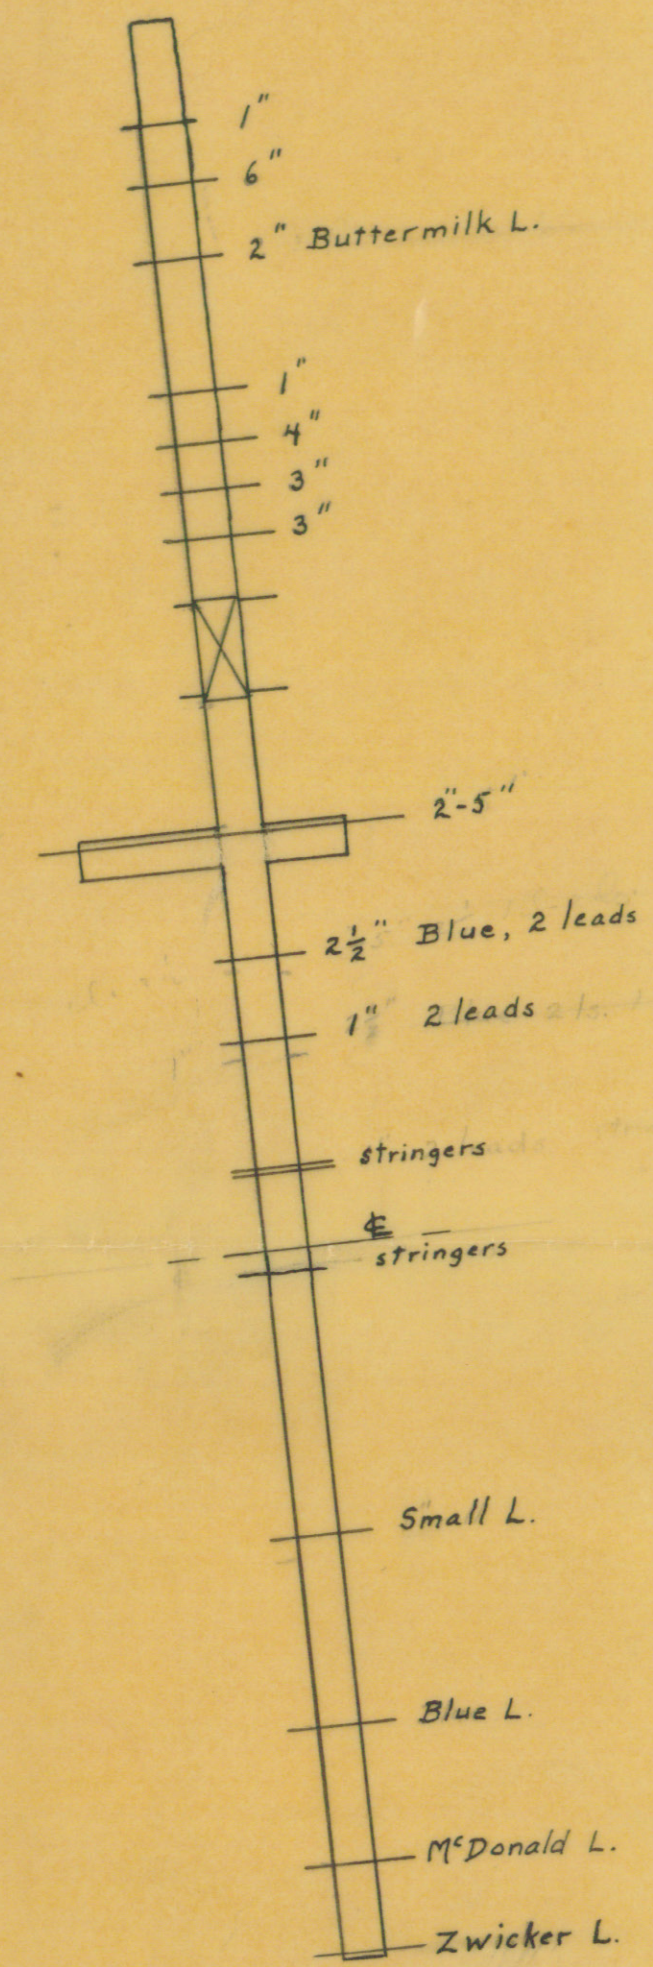 1"
6"
2" Buttermilk L.
1"
4"
3"
3"
2"-5"
2½" Blue, 2 leads
1" 2 leads
stringers
℄
stringers
Small L.
Blue L.
McDonald L.
Zwicker L.